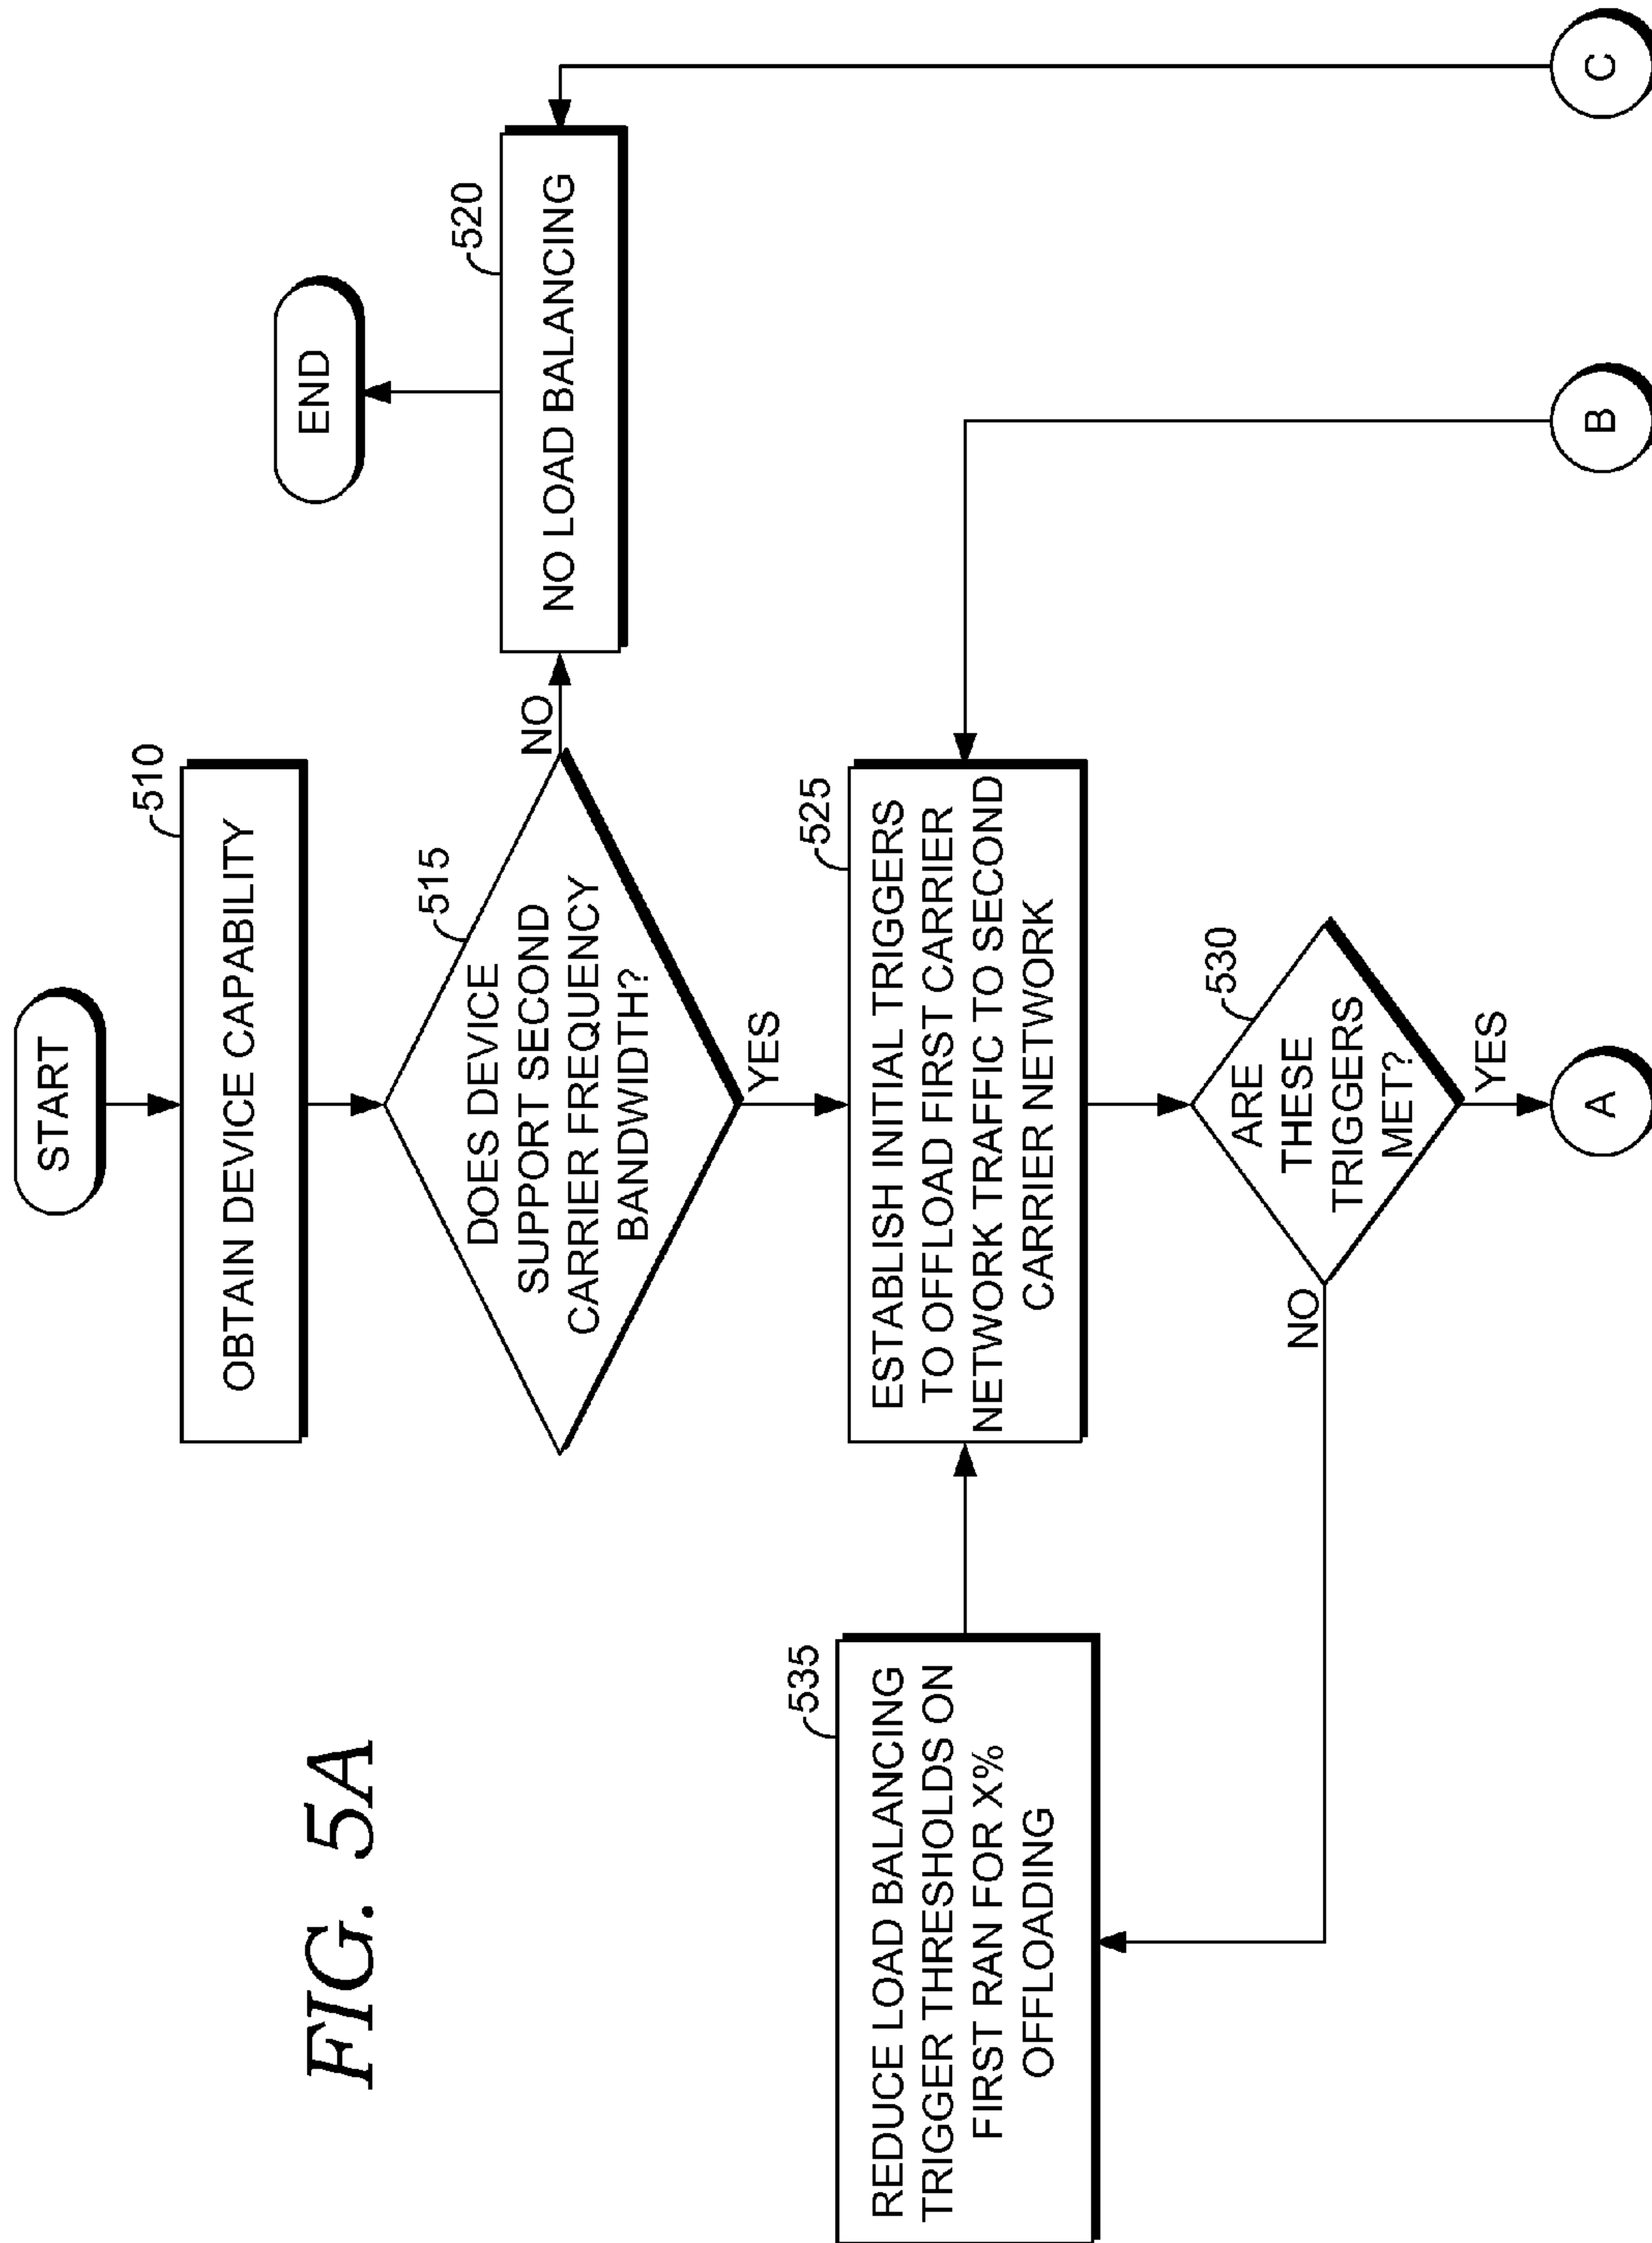 FIG. 5A
START
510
OBTAIN DEVICE CAPABILITY
515
DOES DEVICE
SUPPORT SECOND
CARRIER FREQUENCY
BANDWIDTH?
NO
YES
END
520
NO LOAD BALANCING
525
ESTABLISH INITIAL TRIGGERS
TO OFFLOAD FIRST CARRIER
NETWORK TRAFFIC TO SECOND
CARRIER NETWORK
535
REDUCE LOAD BALANCING
TRIGGER THRESHOLDS ON
FIRST RAN FOR X%
OFFLOADING
530
ARE
THESE
TRIGGERS
MET?
NO
YES
A
B
C